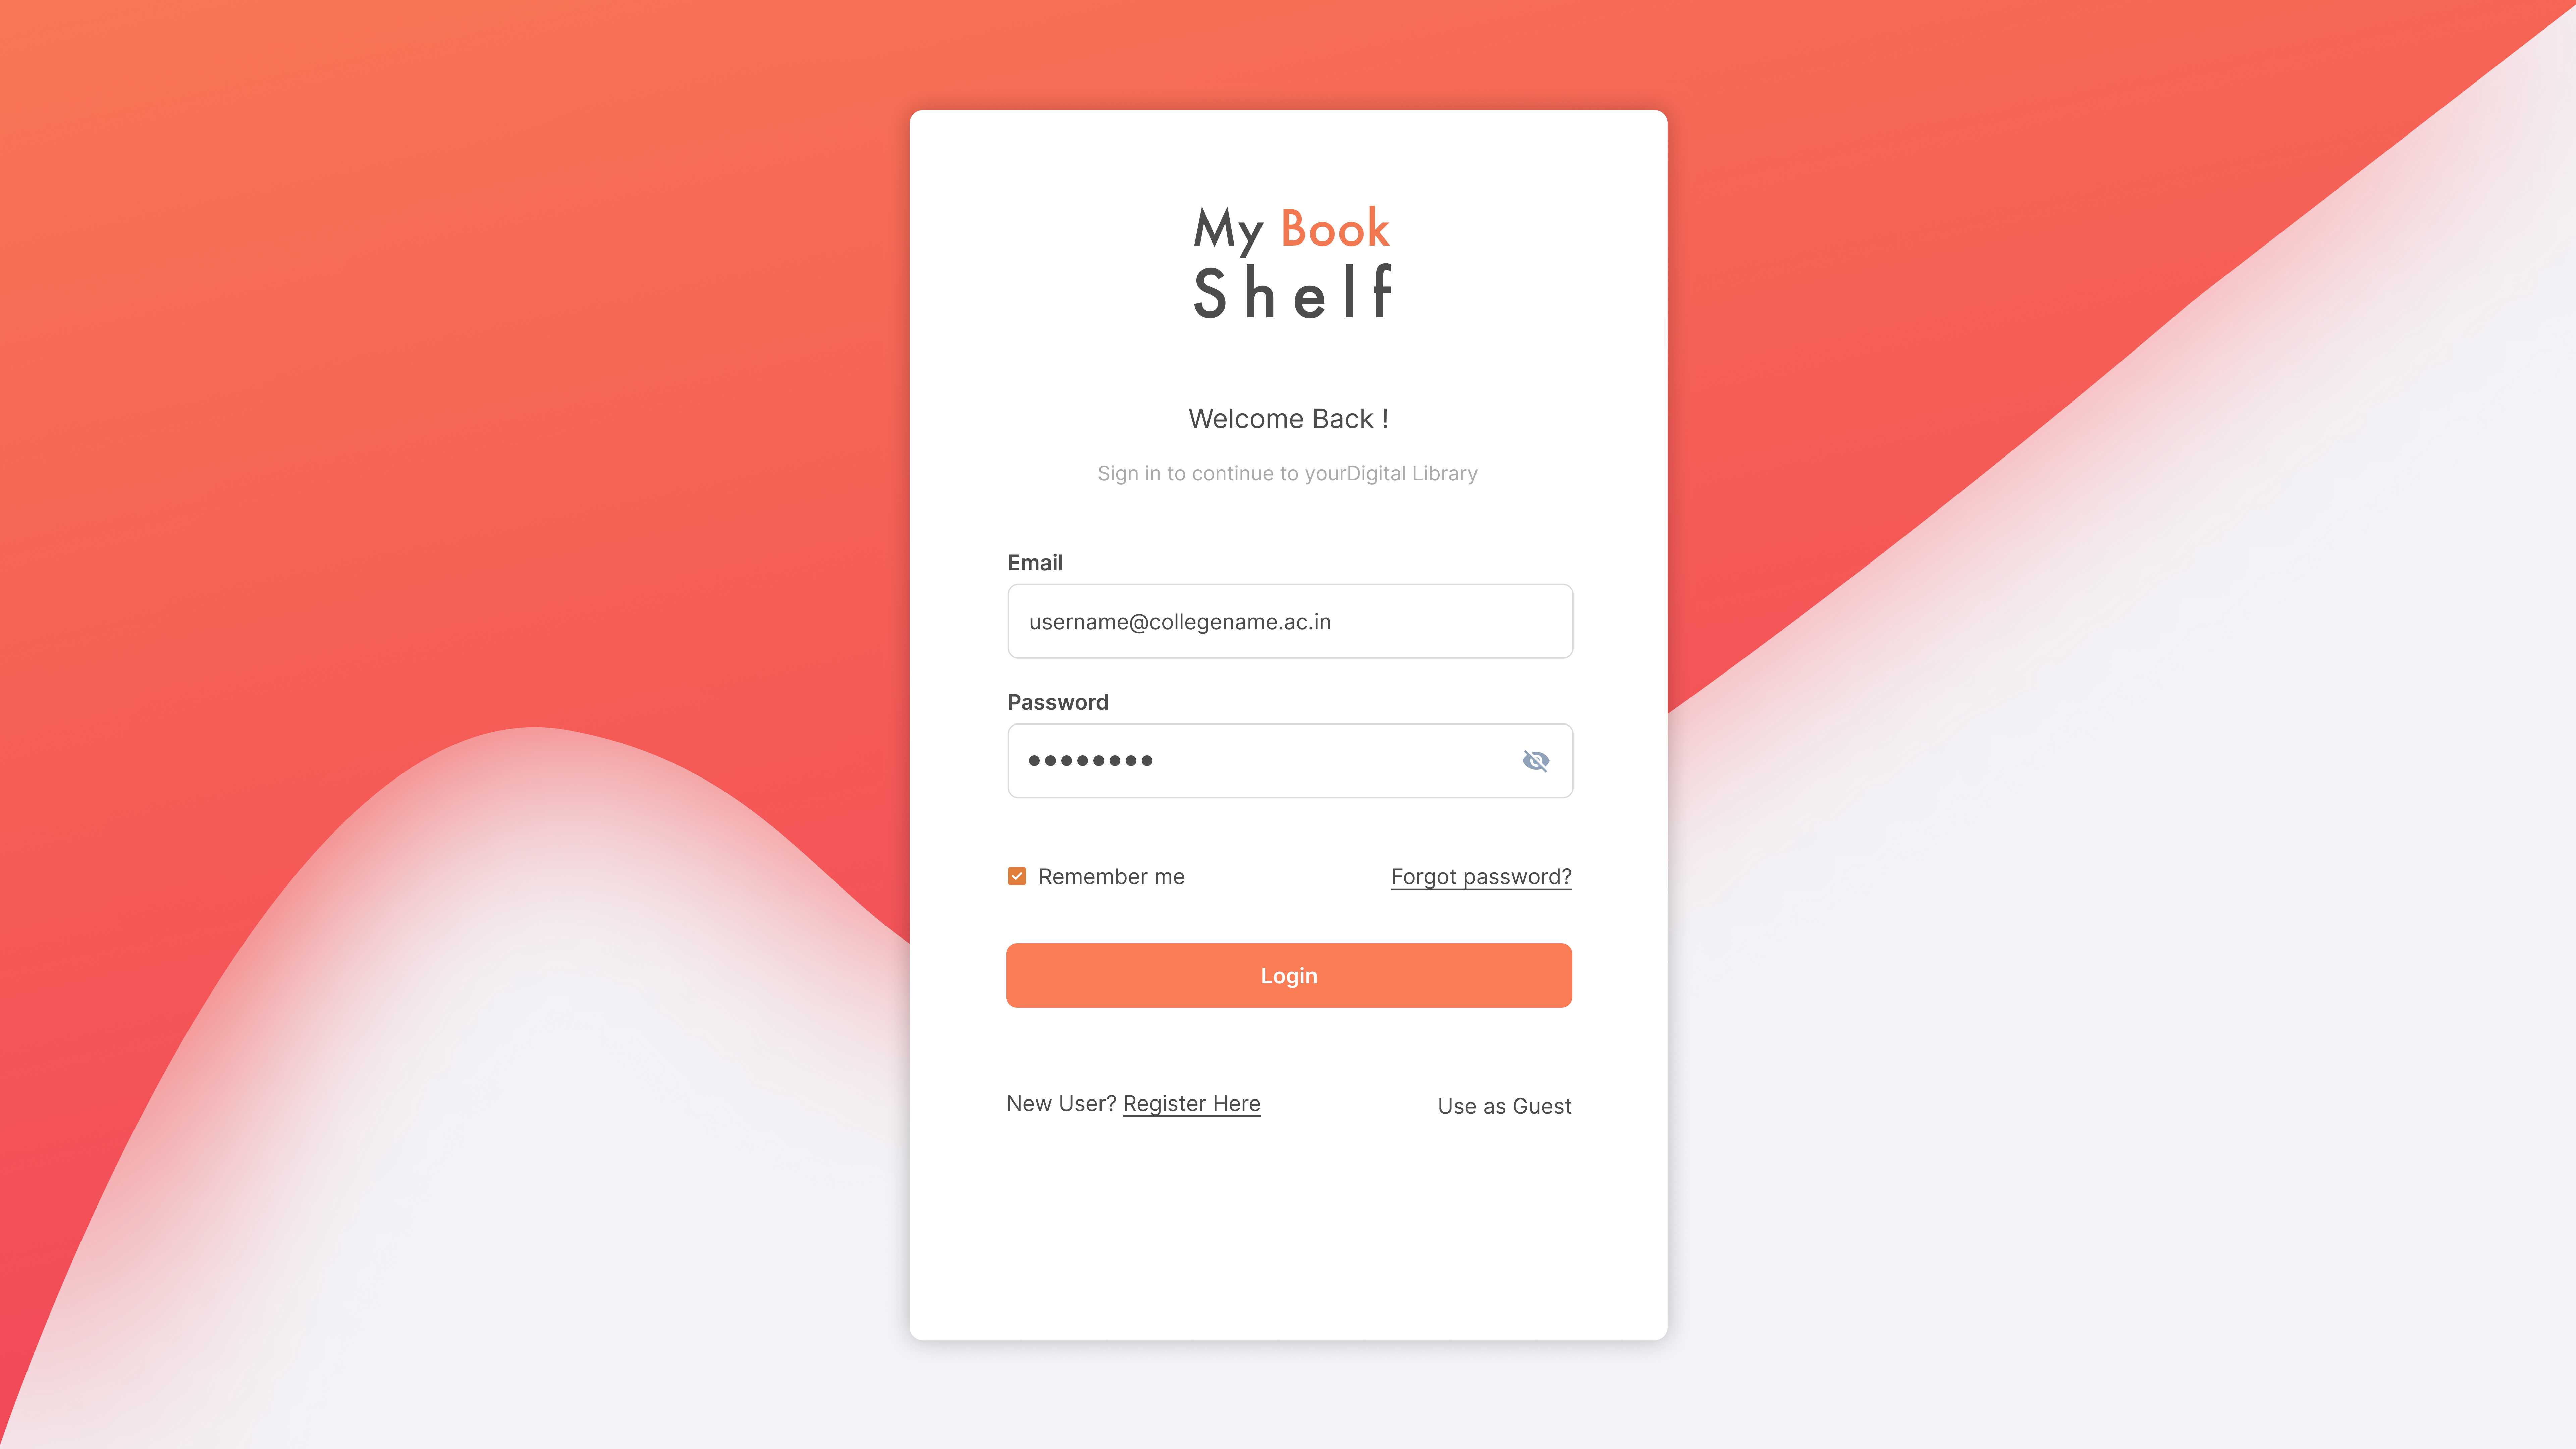 My Book
Shelf
Welcome Back !
Sign in to continue to yourDigital Library
Email
username@collegename.ac.in
Password
Remember me
Forgot password?
Login
New User? Register Here
Use as Guest